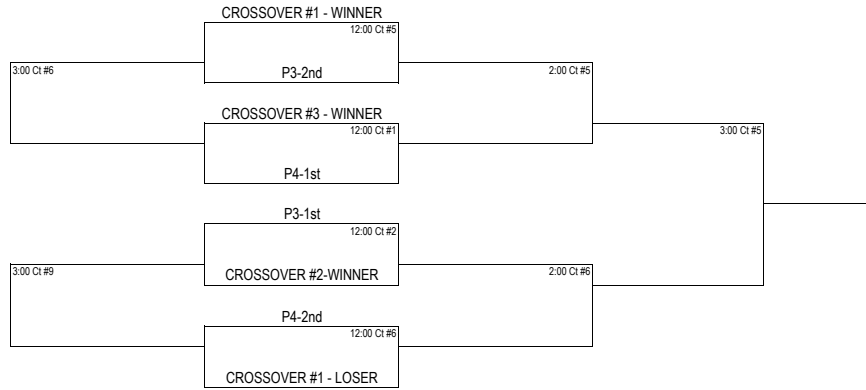 CROSSOVER #1 - WINNER
12:00 Ct #5
3:00 Ct #6
P3-2nd
2:00 Ct #5
CROSSOVER #3 - WINNER
12:00 Ct #1
3:00 Ct #5
P4-1st
P3-1st
12:00 Ct #2
3:00 Ct #9
CROSSOVER #2-WINNER
2:00 Ct #6
P4-2nd
12:00 Ct #6
CROSSOVER #1 - LOSER